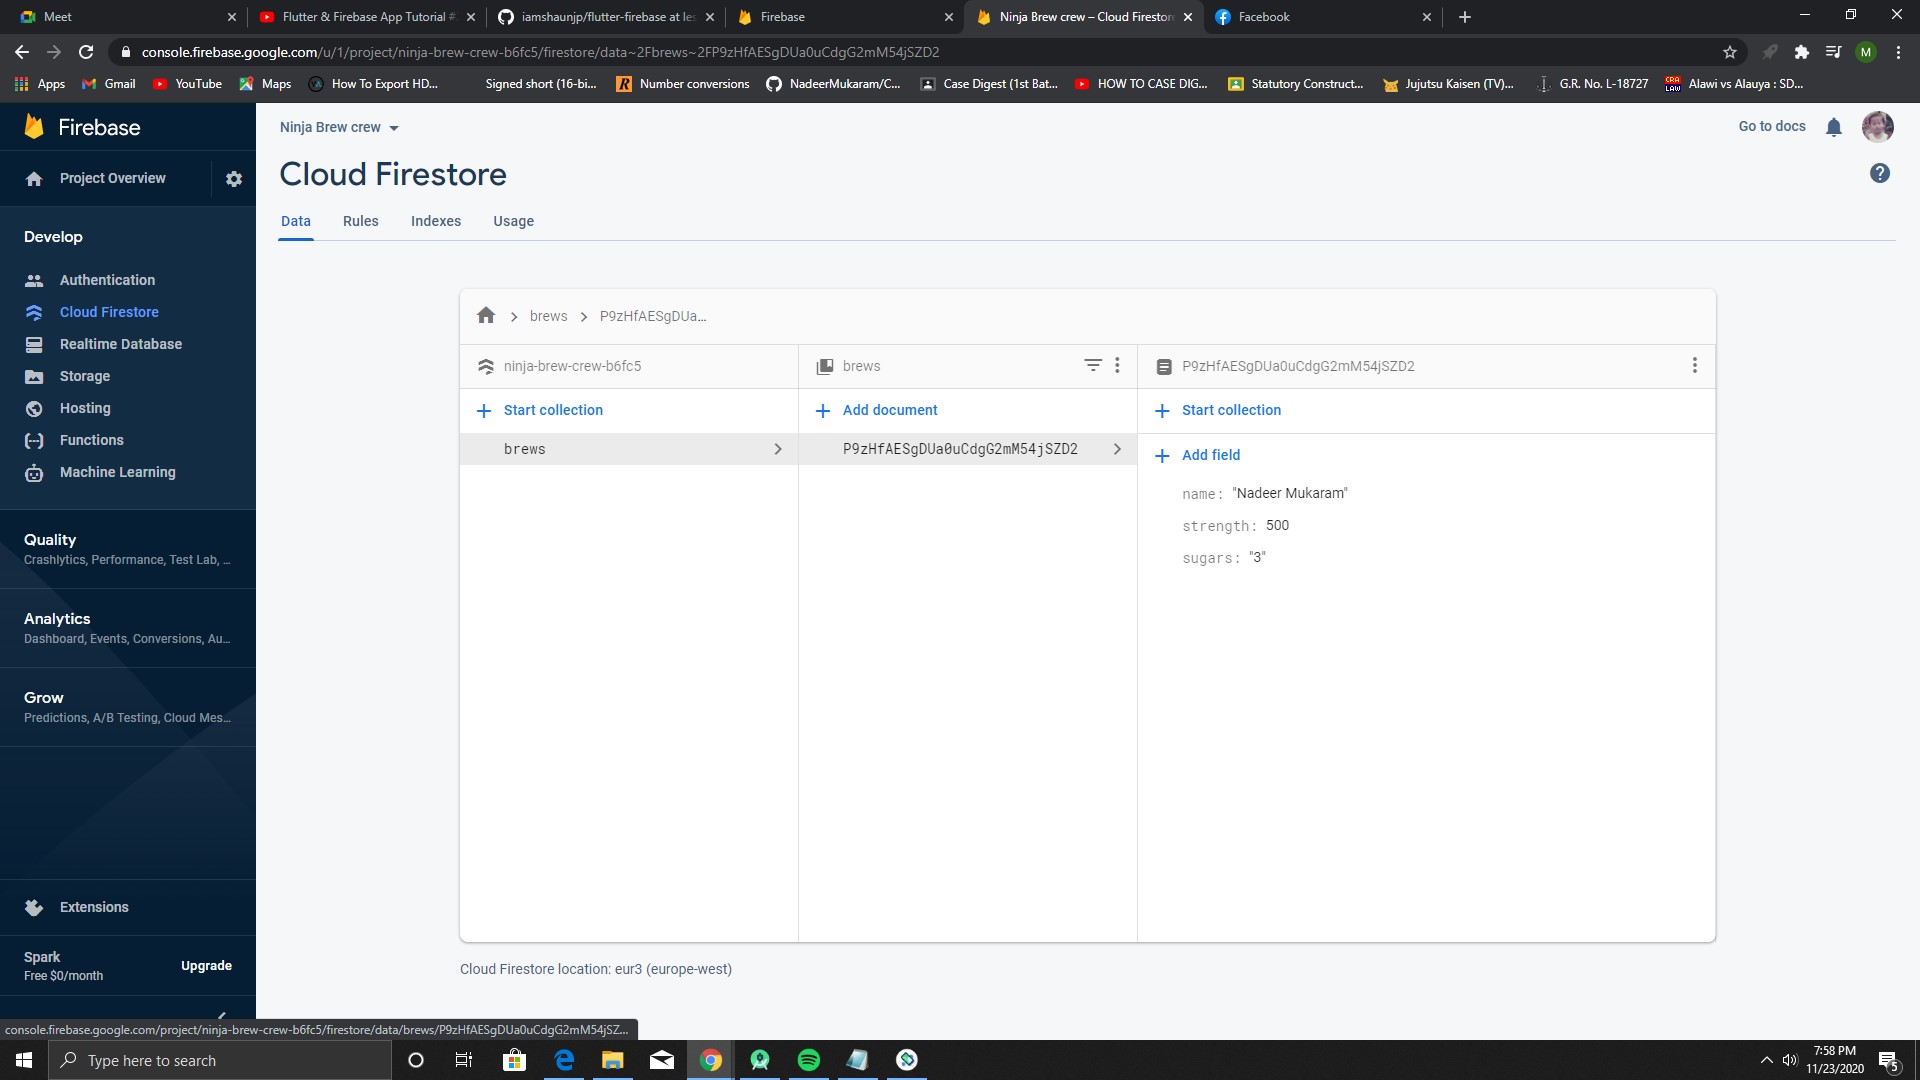 Meet
Flutter & Firebase App Tutorial #
iamshaunjp/flutter-firebase at les
Firebase
Ninja Brew crew – Cloud Firestor
Facebook
console.firebase.google.com/u/1/project/ninja-brew-crew-b6fc5/firestore/data~2Fbrews~2FP9zHfAESgDUa0uCdgG2mM54jSZD2
M
Apps
Gmail
YouTube
Maps
How To Export HD...
Signed short (16-bi...
R
Number conversions
NadeerMukaram/C...
Case Digest (1st Bat...
HOW TO CASE DIG...
Statutory Construct...
Jujutsu Kaisen (TV)...
G.R. No. L-18727
CRA LAW
Alawi vs Alauya : SD...
Firebase
Ninja Brew crew
Go to docs
Project Overview
Cloud Firestore
Data
Rules
Indexes
Usage
Develop
Authentication
Cloud Firestore
Realtime Database
Storage
Hosting
Functions
Machine Learning
Quality
Crashlytics, Performance, Test Lab, ...
Analytics
Dashboard, Events, Conversions, Au...
Grow
Predictions, A/B Testing, Cloud Mes...
Extensions
Spark
Free $0/month
Upgrade
brews
P9zHfAESgDUa...
ninja-brew-crew-b6fc5
brews
P9zHfAESgDUa0uCdgG2mM54jSZD2
Start collection
Add document
Start collection
brews
P9zHfAESgDUa0uCdgG2mM54jSZD2
Add field
name: "Nadeer Mukaram"
strength: 500
sugars: "3"
Cloud Firestore location: eur3 (europe-west)
console.firebase.google.com/project/ninja-brew-crew-b6fc5/firestore/data/brews/P9zHfAESgDUa0uCdgG2mM54jSZ...
Type here to search
7:58 PM
11/23/2020
5